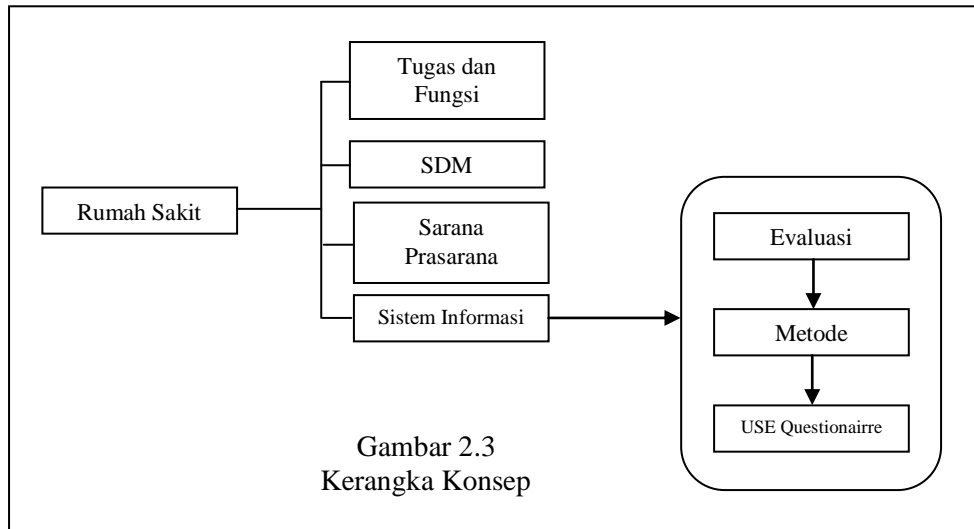 Tugas dan
Fungsi
SDM
Rumah Sakit
Sarana
Prasarana
Sistem Informasi
Evaluasi
Metode
USE Questionairre
Gambar 2.3
Kerangka Konsep